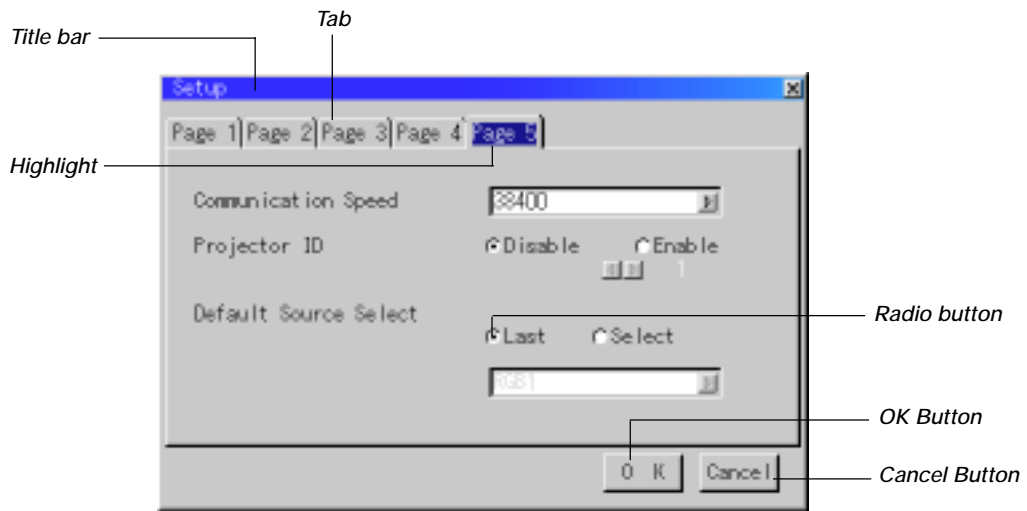 Tab
Title bar
Setup
Page 1 Page 2 Page 3 Page 4 Page 5
Highlight
Communication Speed 38400
Projector ID Disable Enable
1
Default Source Select
Last Select
Radio button
RGB1
OK Button
O K Cancel
Cancel Button